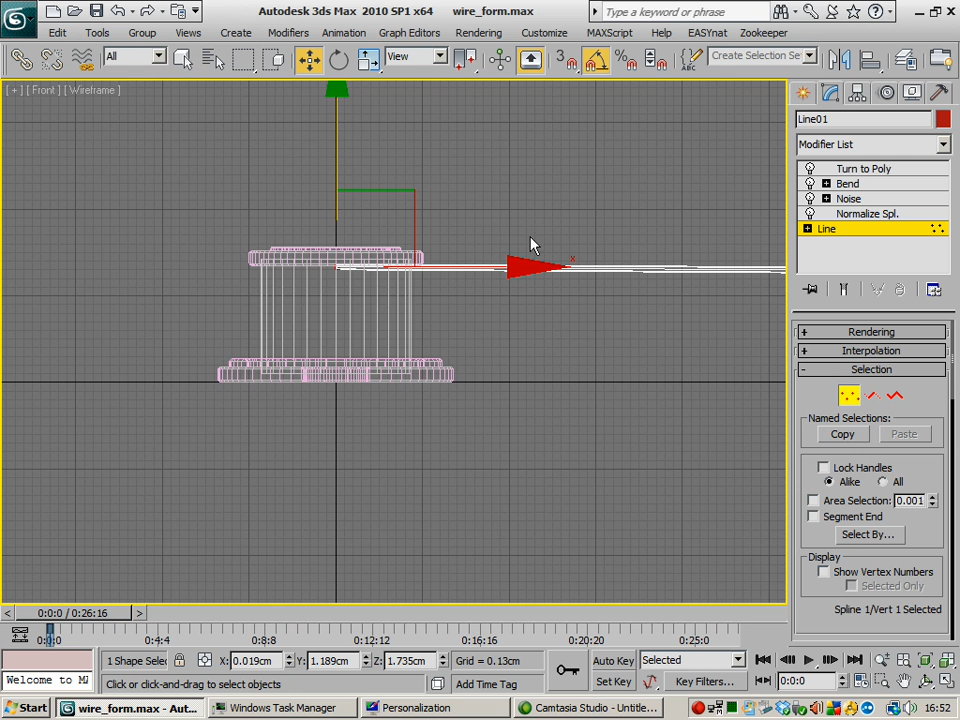 Autodesk 3ds Max 2010 SP1 x64 wire_form.max
Type a keyword or phrase
Edit Tools Group Views Create Modifiers Animation Graph Editors Rendering Customize MAXScript Help EASYnat Zookeeper
All View 3 Create Selection Se
[ + ] [ Front ] [ Wireframe ]
x
Line01
Modifier List
Turn to Poly
Bend
Noise
Normalize Spl.
Line
+ Rendering
+ Interpolation
- Selection
Named Selections:
Copy Paste
Lock Handles
Alike All
Area Selection: 0.001
Segment End
Select By...
Display
Show Vertex Numbers
Selected Only
Spline 1/Vert 1 Selected
< 0:0:0 / 0:26:16 >
0:0:0 0:4:4 0:8:8 0:12:12 0:16:16 0:20:20 0:25:0
1 Shape Selec X: 0.019cm Y: 1.189cm Z: 1.735cm Grid = 0.13cm Auto Key Selected
Welcome to MA Click or click-and-drag to select objects Add Time Tag Set Key Key Filters... 0:0:0
Start wire_form.max - Aut... Windows Task Manager Personalization Camtasia Studio - Untitle... 16:52